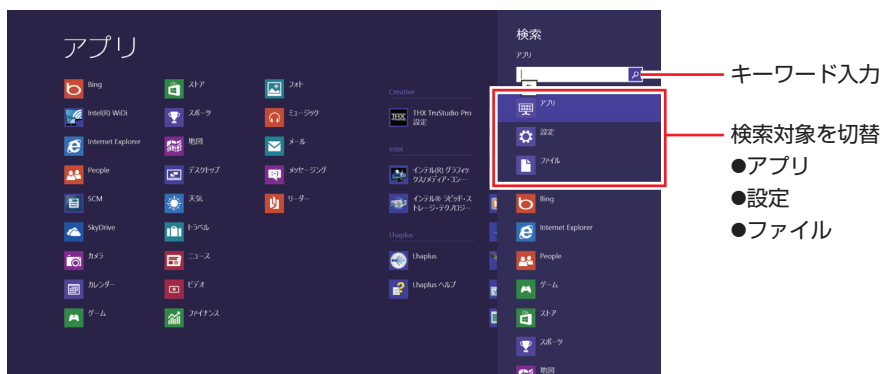 アプリ
Bing
Intel(R) WiDi
Internet Explorer
People
SCM
SkyDrive
カメラ
カレンダー
ゲーム
ストア
スポーツ
地図
デスクトップ
天気
トラベル
ニュース
ビデオ
ファイナンス
フォト
ミュージック
メール
メッセージング
リーダー
Creative
THX TruStudio Pro
設定
Intel
インテル(R) グラフィッ
クス/メディア・コン…
インテル® ラピッド・ス
トレージ・テクノロジー
Lhaplus
Lhaplus
Lhaplus ヘルプ
検索
アプリ
アプリ
設定
ファイル
Bing
Internet Explorer
People
ゲーム
ストア
スポーツ
地図
キーワード入力
検索対象を切替
●アプリ
●設定
●ファイル